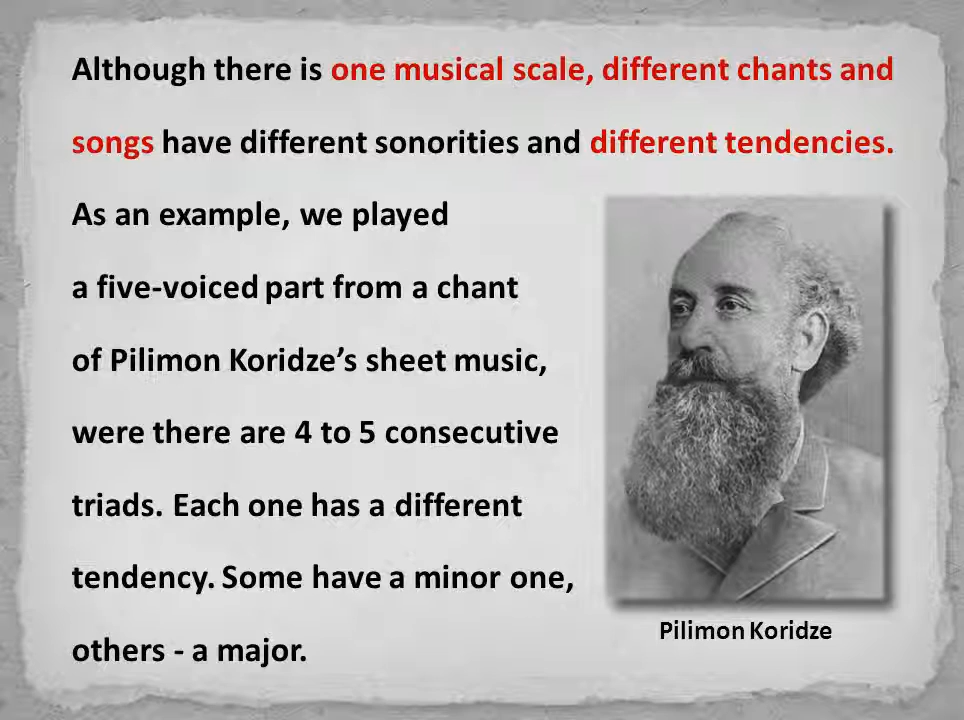 Although there is one musical scale, different chants and
songs have different sonorities and different tendencies.
As an example, we played
a five-voiced part from a chant
of Pilimon Koridze’s sheet music,
were there are 4 to 5 consecutive
triads. Each one has a different
tendency. Some have a minor one,
others - a major.
Pilimon Koridze